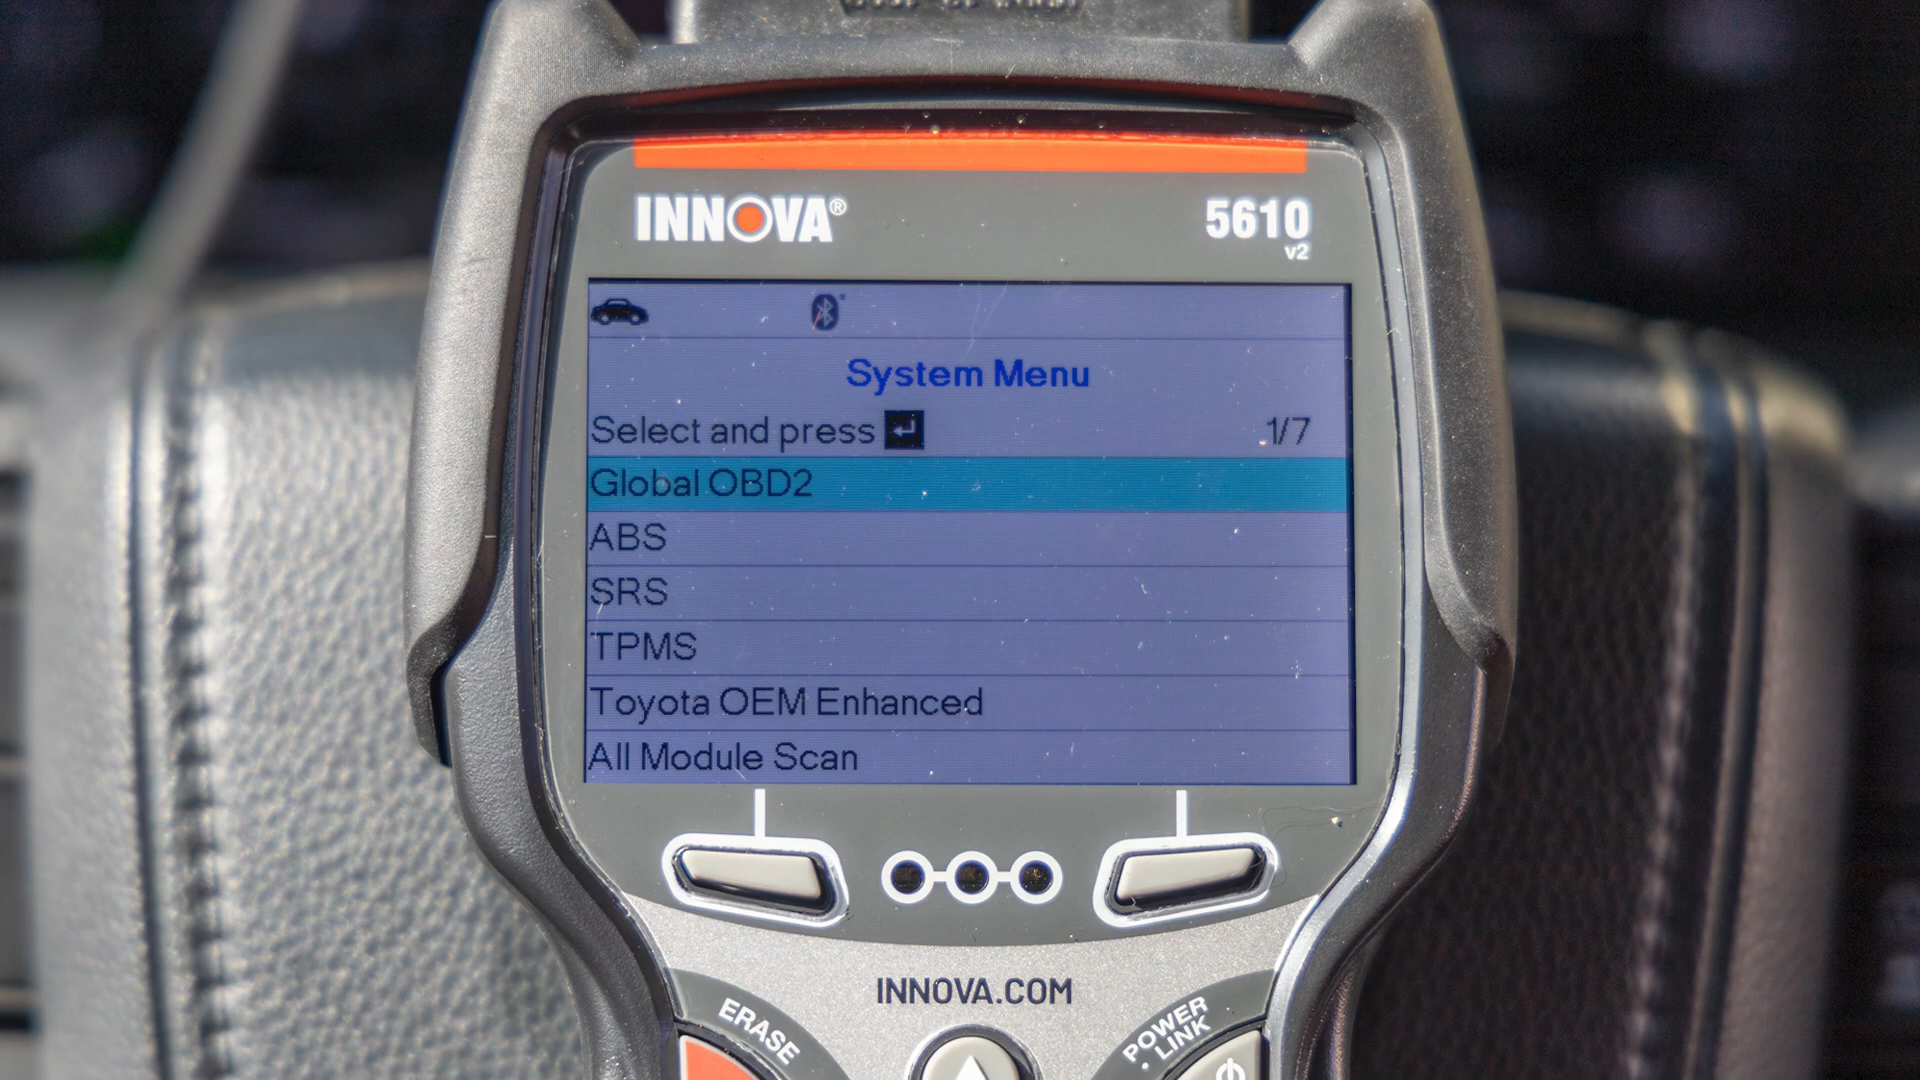 INNOVA®
5610
v2
System Menu
Select and press 1/7
Global OBD2
ABS
SRS
TPMS
Toyota OEM Enhanced
All Module Scan
INNOVA.COM
ERASE
POWER
LINK